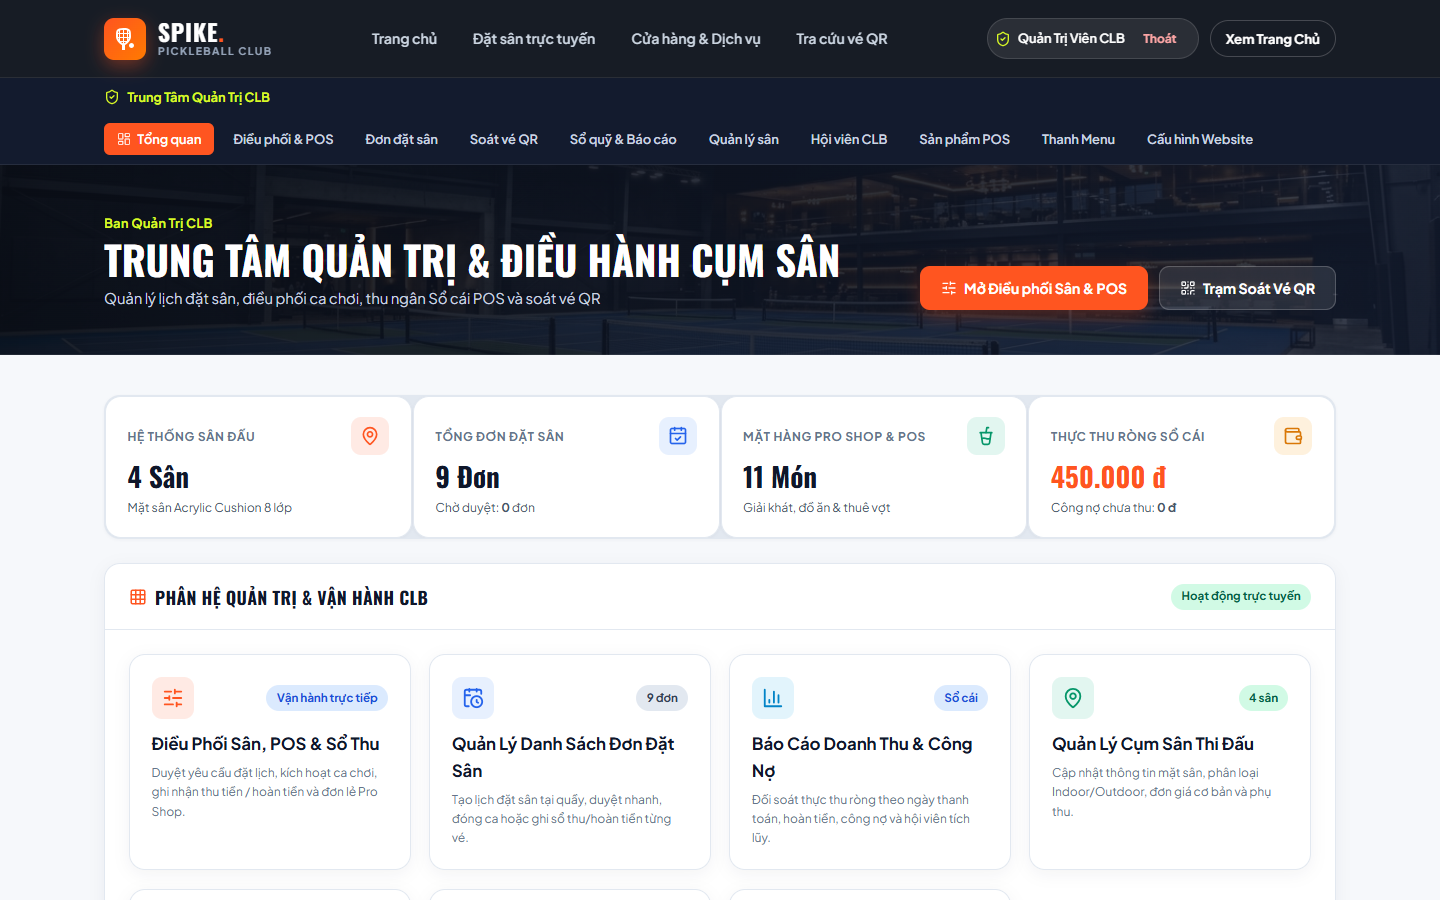 SPIKE.
PICKLEBALL CLUB
Trang chủ
Đặt sân trực tuyến
Cửa hàng & Dịch vụ
Tra cứu vé QR
Quản Trị Viên CLB
Thoát
Xem Trang Chủ
Trung Tâm Quản Trị CLB
Tổng quan
Điều phối & POS
Đơn đặt sân
Soát vé QR
Sổ quỹ & Báo cáo
Quản lý sân
Hội viên CLB
Sản phẩm POS
Thanh Menu
Cấu hình Website
Ban Quản Trị CLB
TRUNG TÂM QUẢN TRỊ & ĐIỀU HÀNH CỤM SÂN
Quản lý lịch đặt sân, điều phối ca chơi, thu ngân Sổ cái POS và soát vé QR
Mở Điều phối Sân & POS
Trạm Soát Vé QR
HỆ THỐNG SÂN ĐẤU
4 Sân
Mặt sân Acrylic Cushion 8 lớp
TỔNG ĐƠN ĐẶT SÂN
9 Đơn
Chờ duyệt: 0 đơn
MẶT HÀNG PRO SHOP & POS
11 Món
Giải khát, đồ ăn & thuê vợt
THỰC THU RÒNG SỔ CÁI
450.000 đ
Công nợ chưa thu: 0 đ
PHÂN HỆ QUẢN TRỊ & VẬN HÀNH CLB
Hoạt động trực tuyến
Vận hành trực tiếp
Điều Phối Sân, POS & Sổ Thu
Duyệt yêu cầu đặt lịch, kích hoạt ca chơi,
ghi nhận thu tiền / hoàn tiền và đơn lẻ Pro
Shop.
9 đơn
Quản Lý Danh Sách Đơn Đặt
Sân
Tạo lịch đặt sân tại quầy, duyệt nhanh,
đóng ca hoặc ghi sổ thu/hoàn tiền từng
vé.
Sổ cái
Báo Cáo Doanh Thu & Công
Nợ
Đối soát thực thu ròng theo ngày thanh
toán, hoàn tiền, công nợ và hội viên tích
lũy.
4 sân
Quản Lý Cụm Sân Thi Đấu
Cập nhật thông tin mặt sân, phân loại
Indoor/Outdoor, đơn giá cơ bản và phụ
thu.